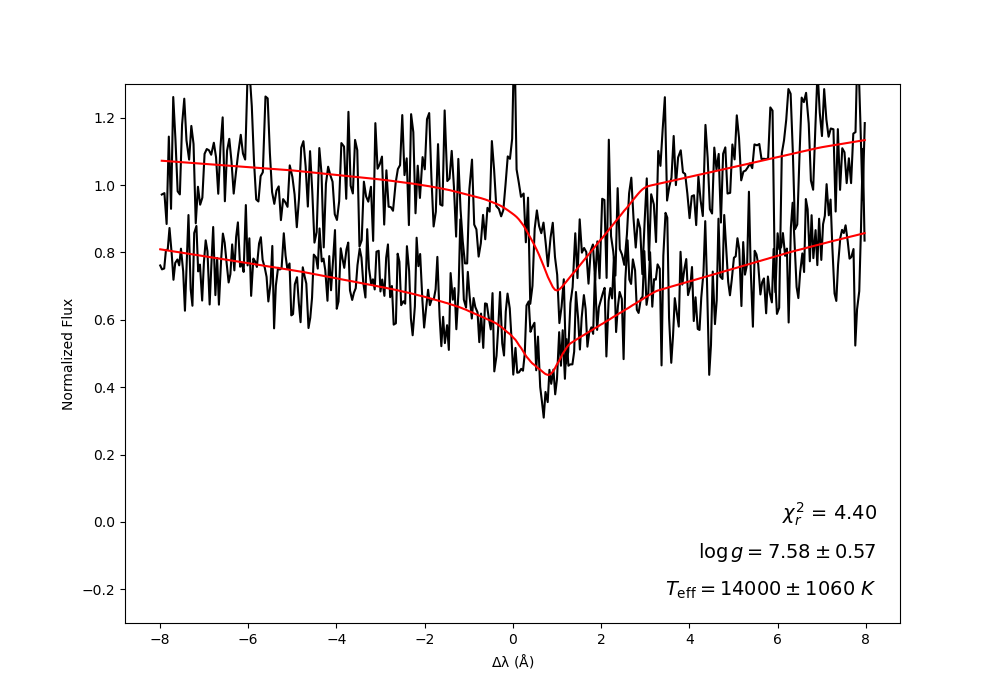 1.2
1.0
0.8
0.6
0.4
0.2
0.0
−0.2
Normalized Flux
χ²ᵣ = 4.40
log g = 7.58 ± 0.57
T_eff = 14000 ± 1060 K
−8 −6 −4 −2 0 2 4 6 8
Δλ (Å)